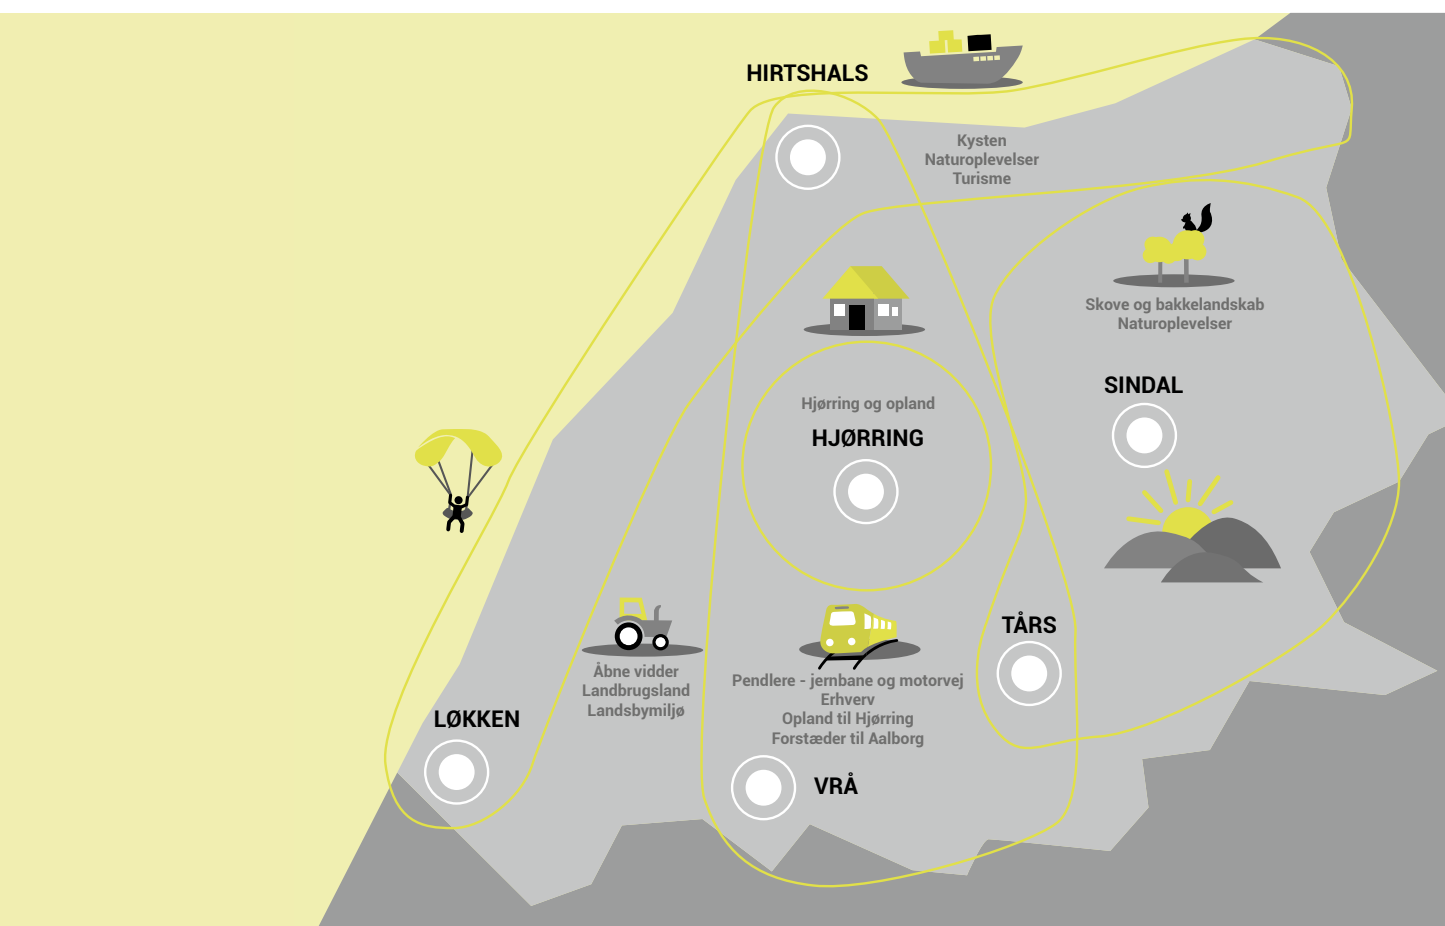 HIRTSHALS
Kysten
Naturoplevelser
Turisme
Skove og bakkelandskab
Naturoplevelser
SINDAL
Hjørring og opland
HJØRRING
TÅRS
Åbne vidder
Landbrugsland
Landsbymiljø
Pendlere - jernbane og motorvej
Erhverv
Opland til Hjørring
Forstæder til Aalborg
LØKKEN
VRÅ